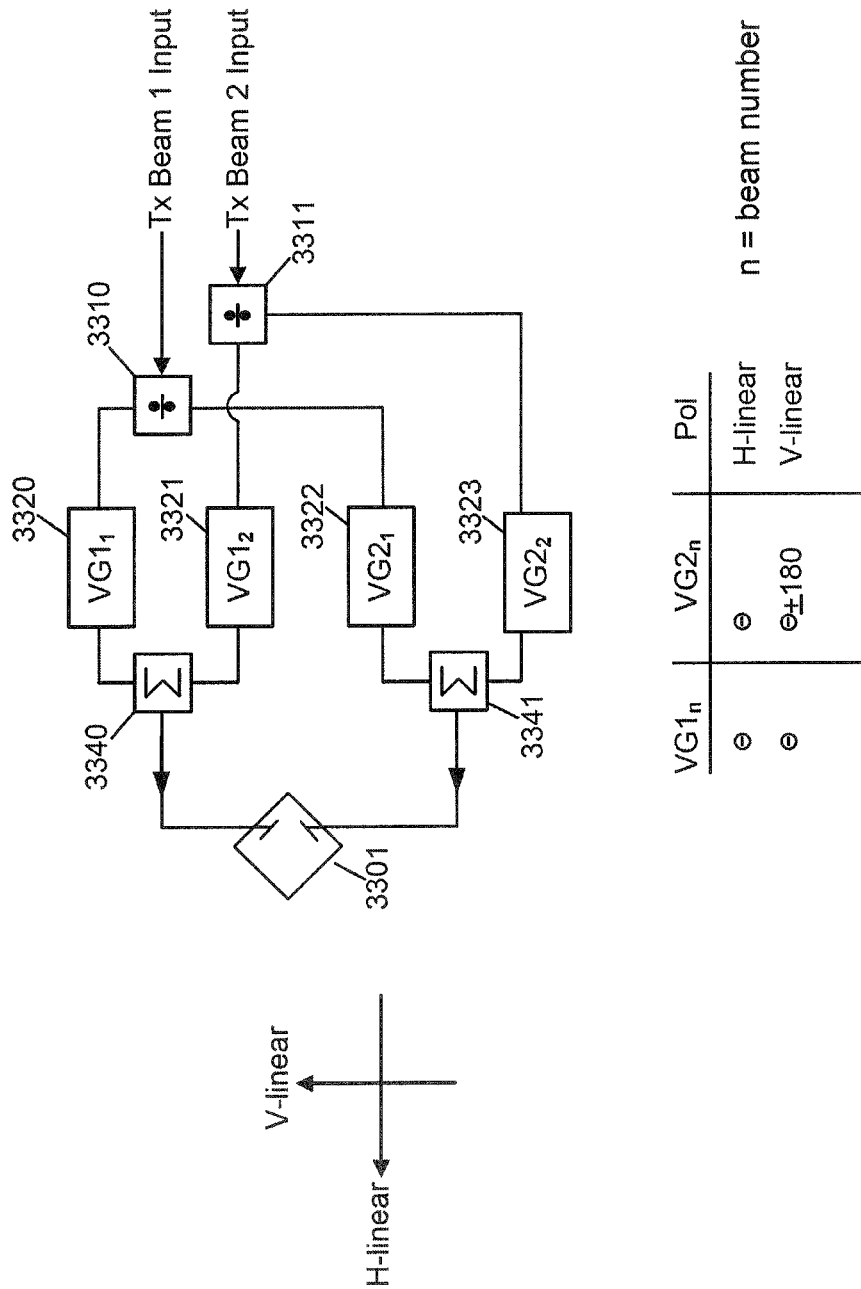 Tx Beam 1 Input
Tx Beam 2 Input
3310
3311
÷
÷
3320
VG1₁
3321
VG1₂
3322
VG2₁
3323
VG2₂
3340
Σ
3341
Σ
3301
V-linear
H-linear
VG1ₙ VG2ₙ Pol
Θ Θ H-linear
Θ Θ±180 V-linear
n = beam number